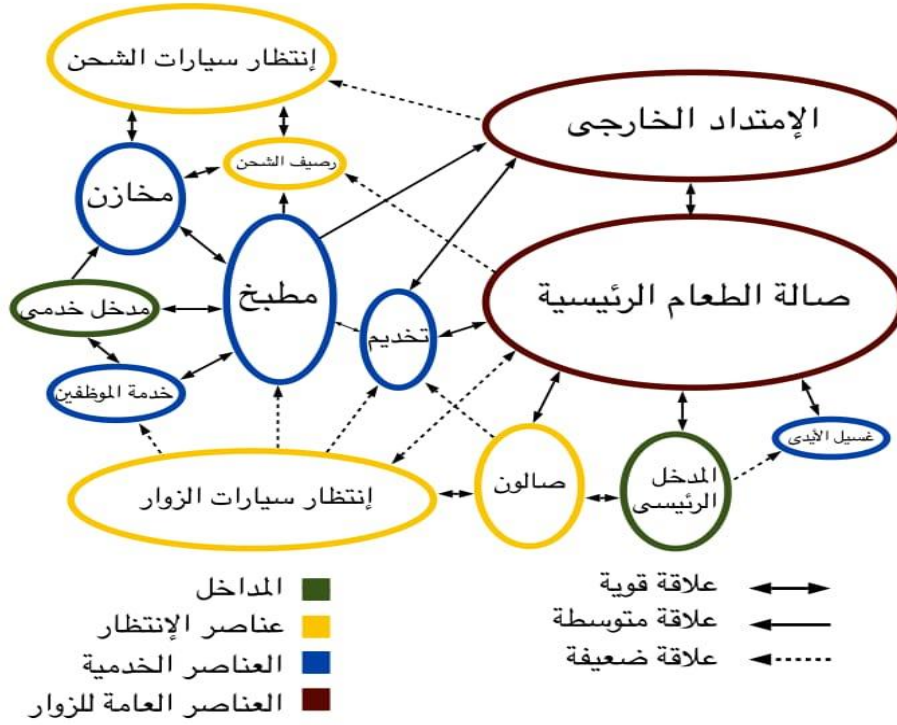 إنتظار سيارات الشحن
الإمتداد الخارجى
رصيف الشحن
مخازن
مطبخ
صالة الطعام الرئيسية
مدخل خدمى
تخديم
خدمة الموظفين
غسيل الأيدى
المدخل
الرئيسى
صالون
إنتظار سيارات الزوار
المداخل
عناصر الإنتظار
العناصر الخدمية
العناصر العامة للزوار
علاقة قوية
علاقة متوسطة
علاقة ضعيفة